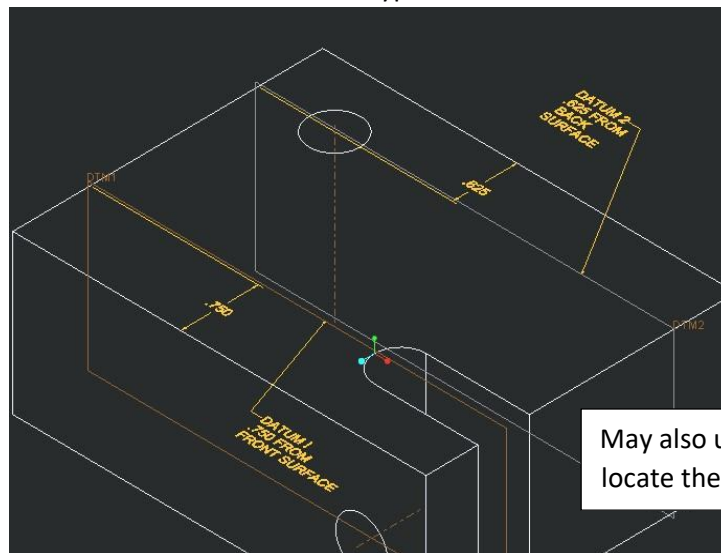 DATUM 2
.625 FROM
BACK
SURFACE
DTM1
.625
.750
DTM2
DATUM 1
.750 FROM
FRONT SURFACE
May also u
locate the